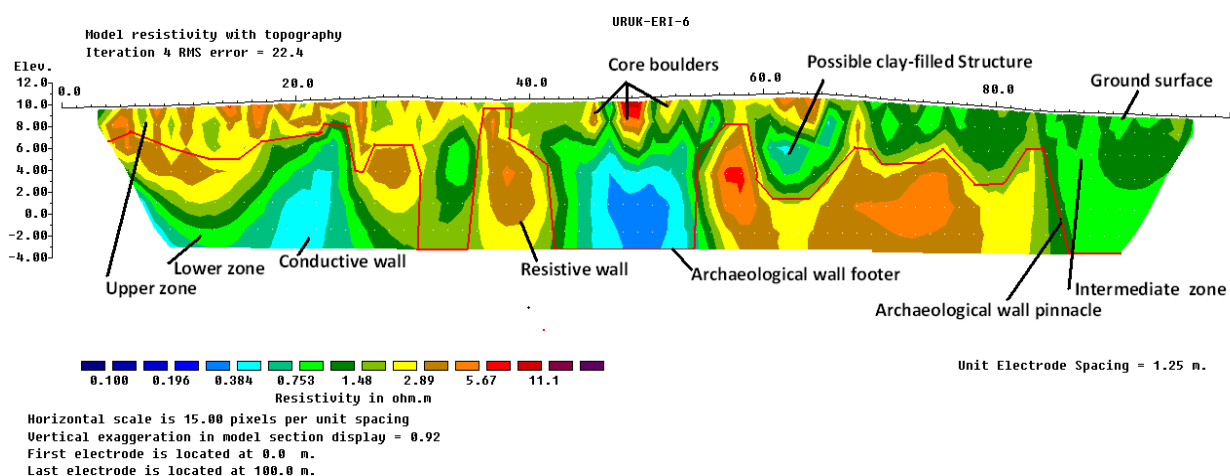 URUK-ERI-6
Model resistivity with topography
Iteration 4 RMS error = 22.4
Elev.
12.0
10.0
8.00
6.00
4.00
2.00
0.0
-2.00
-4.00
0.0 20.0 40.0 60.0 80.0
Core boulders
Possible clay-filled Structure
Ground surface
Upper zone
Lower zone
Conductive wall
Resistive wall
Archaeological wall footer
Archaeological wall pinnacle
Intermediate zone
0.100 0.196 0.384 0.753 1.48 2.89 5.67 11.1
Resistivity in ohm.m
Unit Electrode Spacing = 1.25 m.
Horizontal scale is 15.00 pixels per unit spacing
Vertical exaggeration in model section display = 0.92
First electrode is located at 0.0 m.
Last electrode is located at 100.0 m.